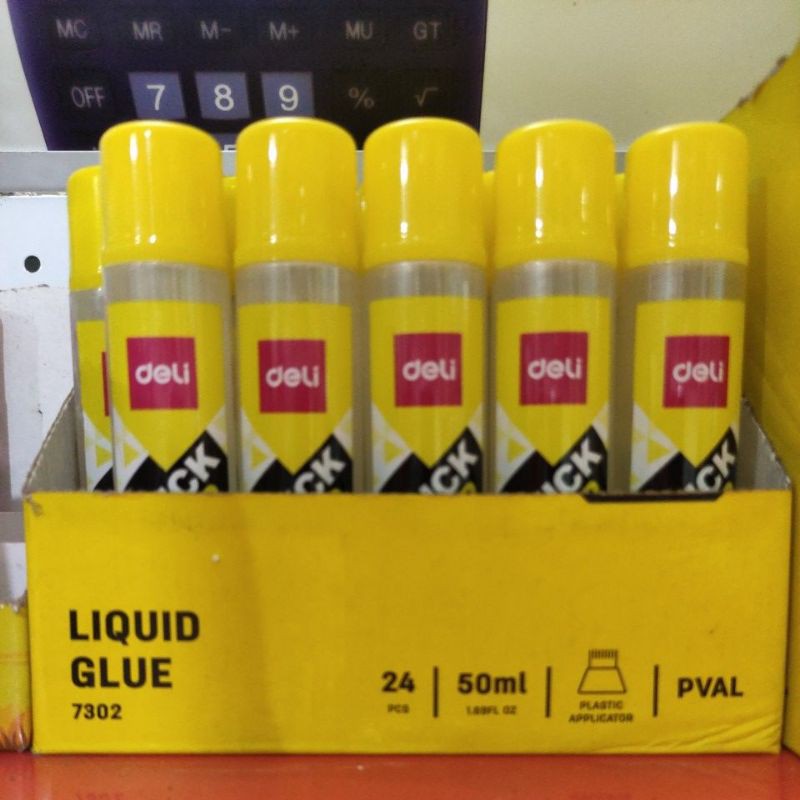 MC MR M- M+ MU GT
OFF 7 8 9 % √
deli deli deli deli deli
LIQUID
GLUE
7302
24
PCS
50ml
1.69FL OZ
PLASTIC
APPLICATOR
PVAL